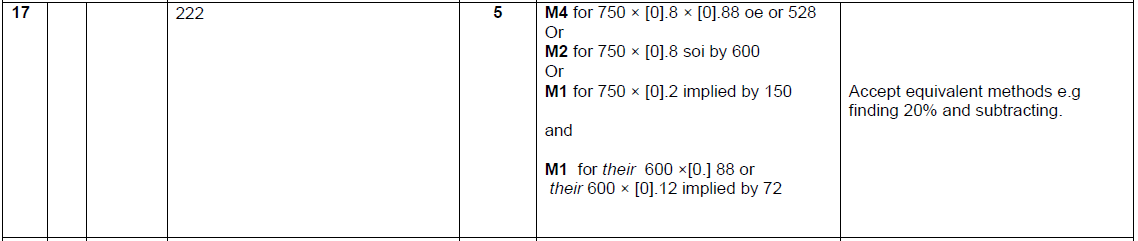 17
222
5
M4 for 750 × [0].8 × [0].88 oe or 528
Or
M2 for 750 × [0].8 soi by 600
Or
M1 for 750 × [0].2 implied by 150
and
M1 for their 600 ×[0.] 88 or
their 600 × [0].12 implied by 72
Accept equivalent methods e.g
finding 20% and subtracting.